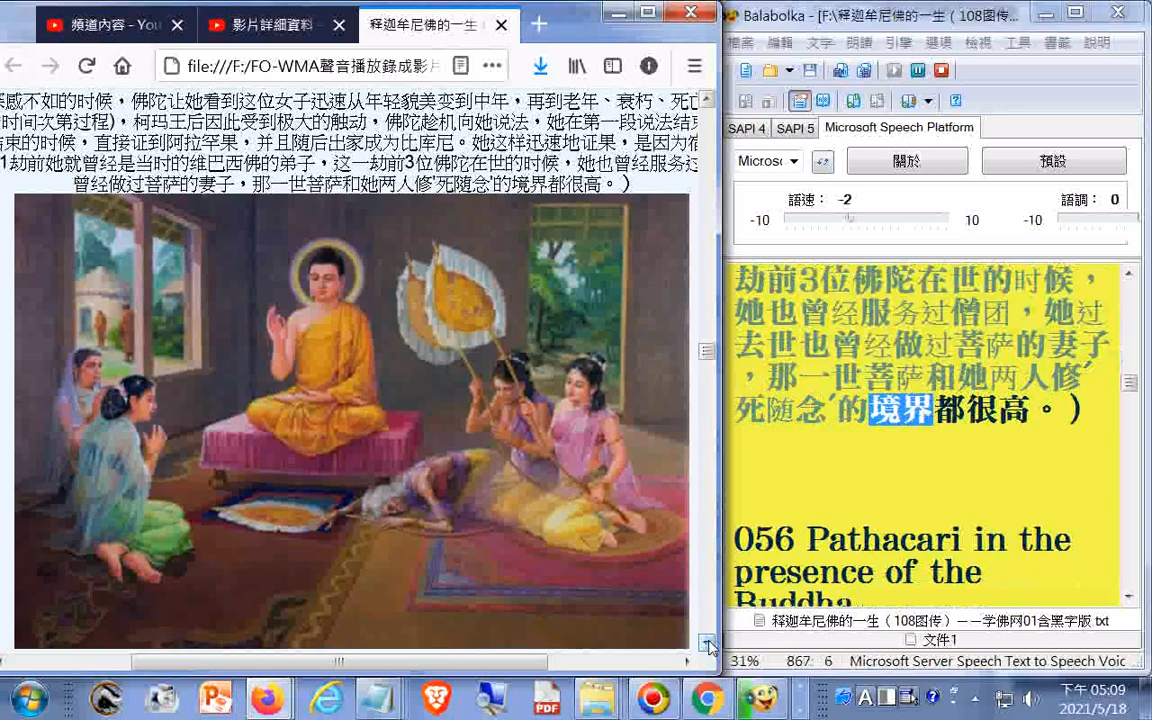 頻道內容 - You
影片詳細資料 -
释迦牟尼佛的一生
file:///F:/FO-WMA聲音播放錄成影片
感不如的时候，佛陀让她看到这位女子迅速从年轻貌美变到中年，再到老年、衰朽、死亡
时间次第过程)，柯玛王后因此受到极大的触动，佛陀趁机向她说法，她在第一段说法结束
结束的时候，直接证到阿拉罕果，并且随后出家成为比库尼。她这样迅速地证果，是因为宿
1劫前她就曾经是当时的维巴西佛的弟子，这一劫前3位佛陀在世的时候，她也曾经服务过
曾经做过菩萨的妻子，那一世菩萨和她两人修'死随念'的境界都很高。)
Balabolka - [F:\释迦牟尼佛的一生（108图传...
檔案 編輯 文字 朗讀 引擎 選項 檢視 工具 書籤 說明
SAPI 4 SAPI 5 Microsoft Speech Platform
Microsc 關於 預設
語速： -2 語調： 0
-10 10 -10
劫前3位佛陀在世的时候，
她也曾经服务过僧团，她过
去世也曾经做过菩萨的妻子
，那一世菩萨和她两人修'
死随念'的境界都很高。)
056 Pathacari in the
presence of the
Buddha
释迦牟尼佛的一生（108图传）——学佛网01含黑字版.txt
文件1
31% 867: 6 Microsoft Server Speech Text to Speech Voic
下午 05:09
2021/5/18